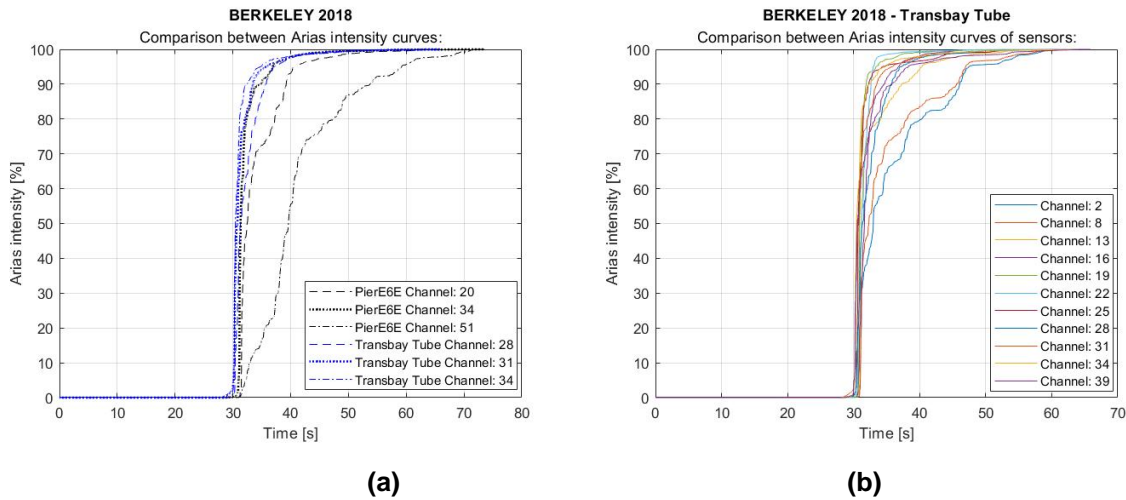 BERKELEY 2018
Comparison between Arias intensity curves:
100
90
80
70
60
50
40
30
20
10
0
Arias intensity [%]
PierE6E Channel: 20
PierE6E Channel: 34
PierE6E Channel: 51
Transbay Tube Channel: 28
Transbay Tube Channel: 31
Transbay Tube Channel: 34
0 10 20 30 40 50 60 70 80
Time [s]
(a)
BERKELEY 2018 - Transbay Tube
Comparison between Arias intensity curves of sensors:
100
90
80
70
60
50
40
30
20
10
0
Arias intensity [%]
Channel: 2
Channel: 8
Channel: 13
Channel: 16
Channel: 19
Channel: 22
Channel: 25
Channel: 28
Channel: 31
Channel: 34
Channel: 39
0 10 20 30 40 50 60 70
Time [s]
(b)